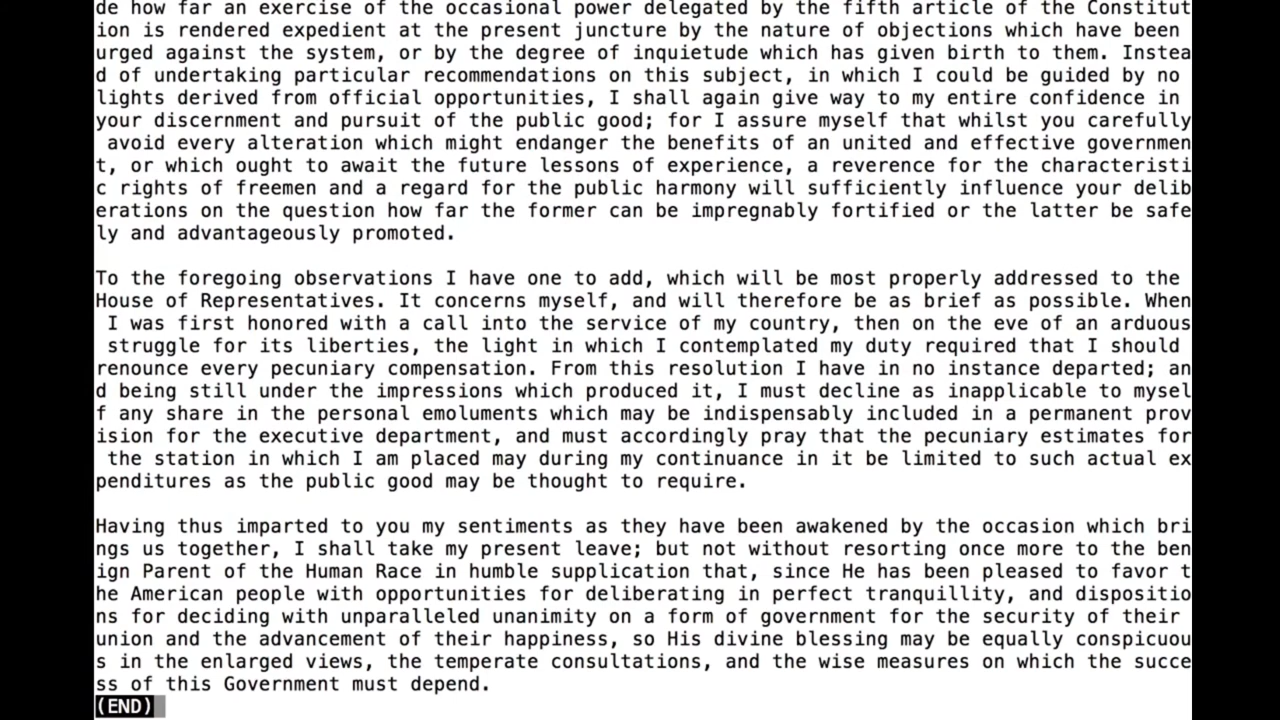 de how far an exercise of the occasional power delegated by the fifth article of the Constitut
ion is rendered expedient at the present juncture by the nature of objections which have been
urged against the system, or by the degree of inquietude which has given birth to them. Instea
d of undertaking particular recommendations on this subject, in which I could be guided by no
lights derived from official opportunities, I shall again give way to my entire confidence in
your discernment and pursuit of the public good; for I assure myself that whilst you carefully
 avoid every alteration which might endanger the benefits of an united and effective governmen
t, or which ought to await the future lessons of experience, a reverence for the characteristi
c rights of freemen and a regard for the public harmony will sufficiently influence your delib
erations on the question how far the former can be impregnably fortified or the latter be safe
ly and advantageously promoted.

To the foregoing observations I have one to add, which will be most properly addressed to the
House of Representatives. It concerns myself, and will therefore be as brief as possible. When
 I was first honored with a call into the service of my country, then on the eve of an arduous
 struggle for its liberties, the light in which I contemplated my duty required that I should
renounce every pecuniary compensation. From this resolution I have in no instance departed; an
d being still under the impressions which produced it, I must decline as inapplicable to mysel
f any share in the personal emoluments which may be indispensably included in a permanent prov
ision for the executive department, and must accordingly pray that the pecuniary estimates for
 the station in which I am placed may during my continuance in it be limited to such actual ex
penditures as the public good may be thought to require.

Having thus imparted to you my sentiments as they have been awakened by the occasion which bri
ngs us together, I shall take my present leave; but not without resorting once more to the ben
ign Parent of the Human Race in humble supplication that, since He has been pleased to favor t
he American people with opportunities for deliberating in perfect tranquillity, and dispositio
ns for deciding with unparalleled unanimity on a form of government for the security of their
union and the advancement of their happiness, so His divine blessing may be equally conspicuou
s in the enlarged views, the temperate consultations, and the wise measures on which the succe
ss of this Government must depend.
(END)